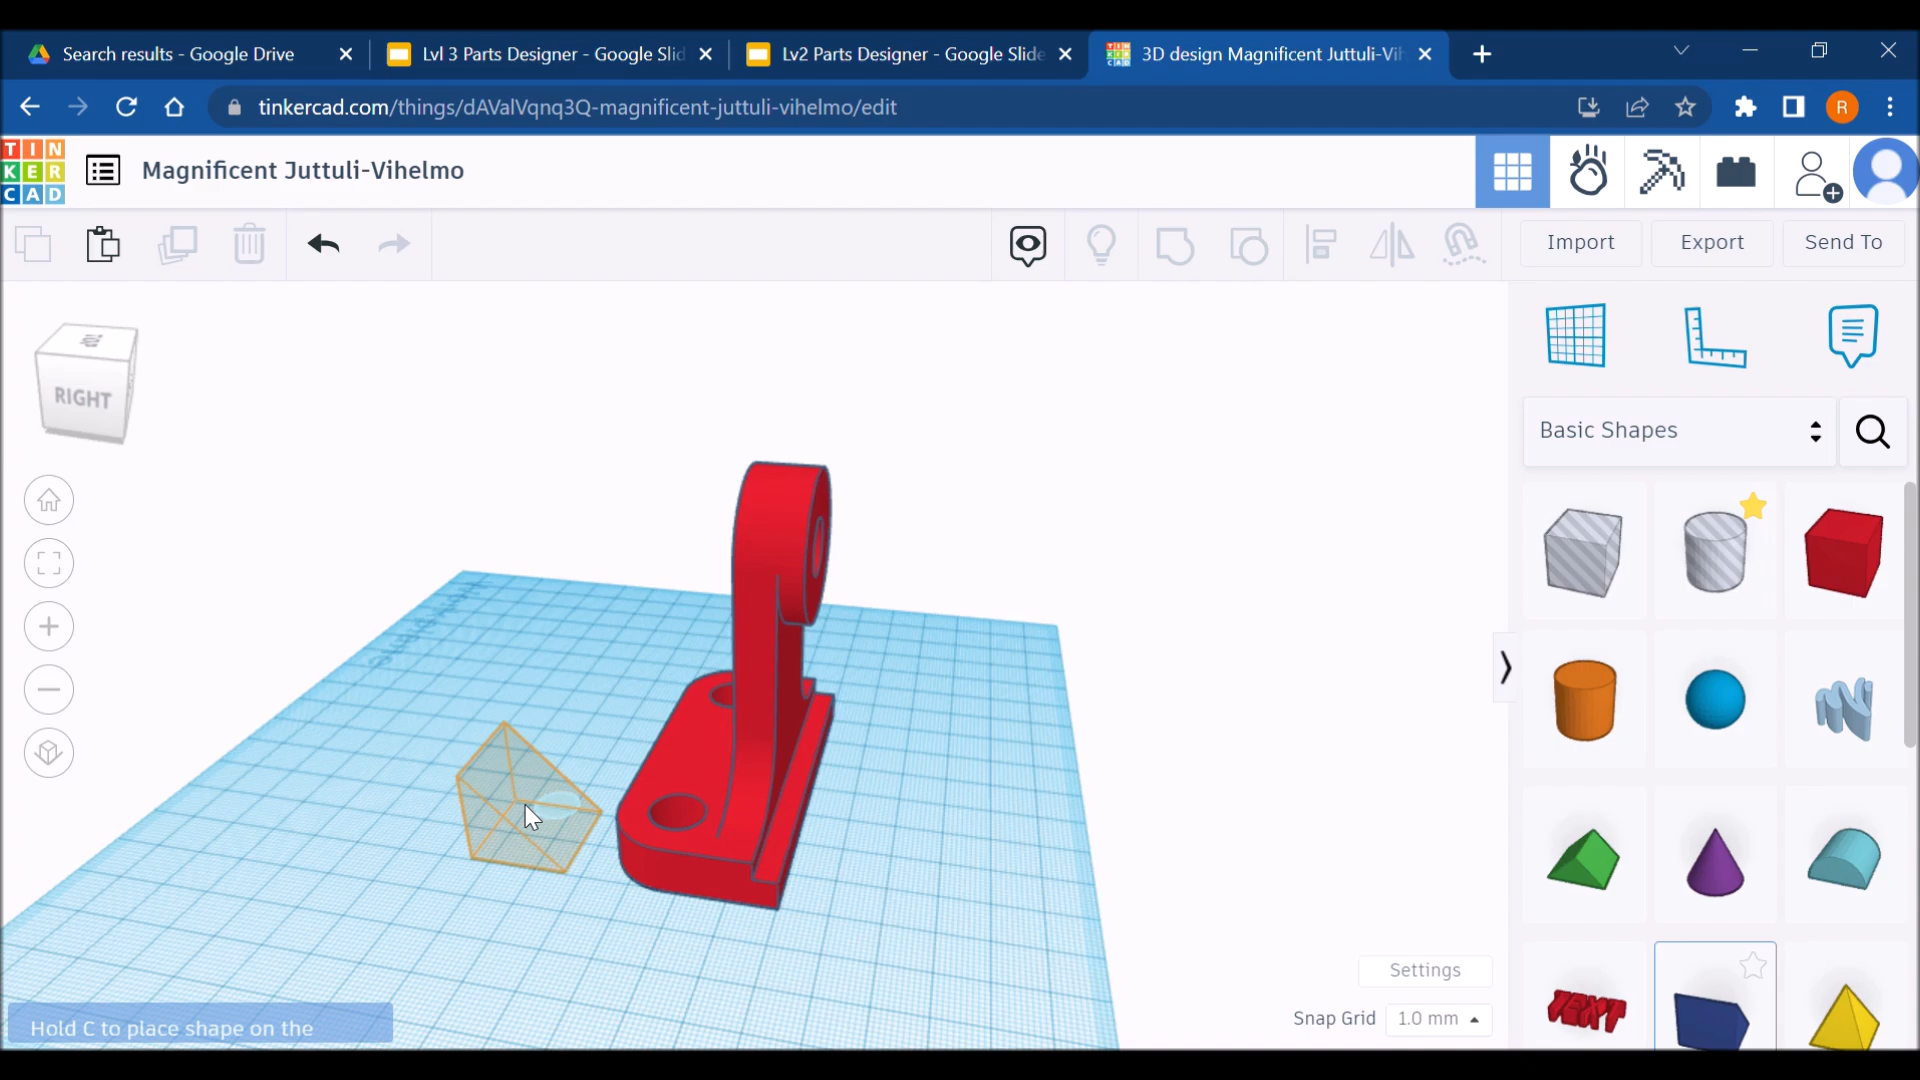 Search results - Google Drive
Lvl 3 Parts Designer - Google Slid
Lv2 Parts Designer - Google Slide
3D design Magnificent Juttuli-Vih
tinkercad.com/things/dAValVqnq3Q-magnificent-juttuli-vihelmo/edit
R
TIN
KER
CAD
Magnificent Juttuli-Vihelmo
Import
Export
Send To
RIGHT
Basic Shapes
TEXT
Settings
Snap Grid
1.0 mm
Hold C to place shape on the